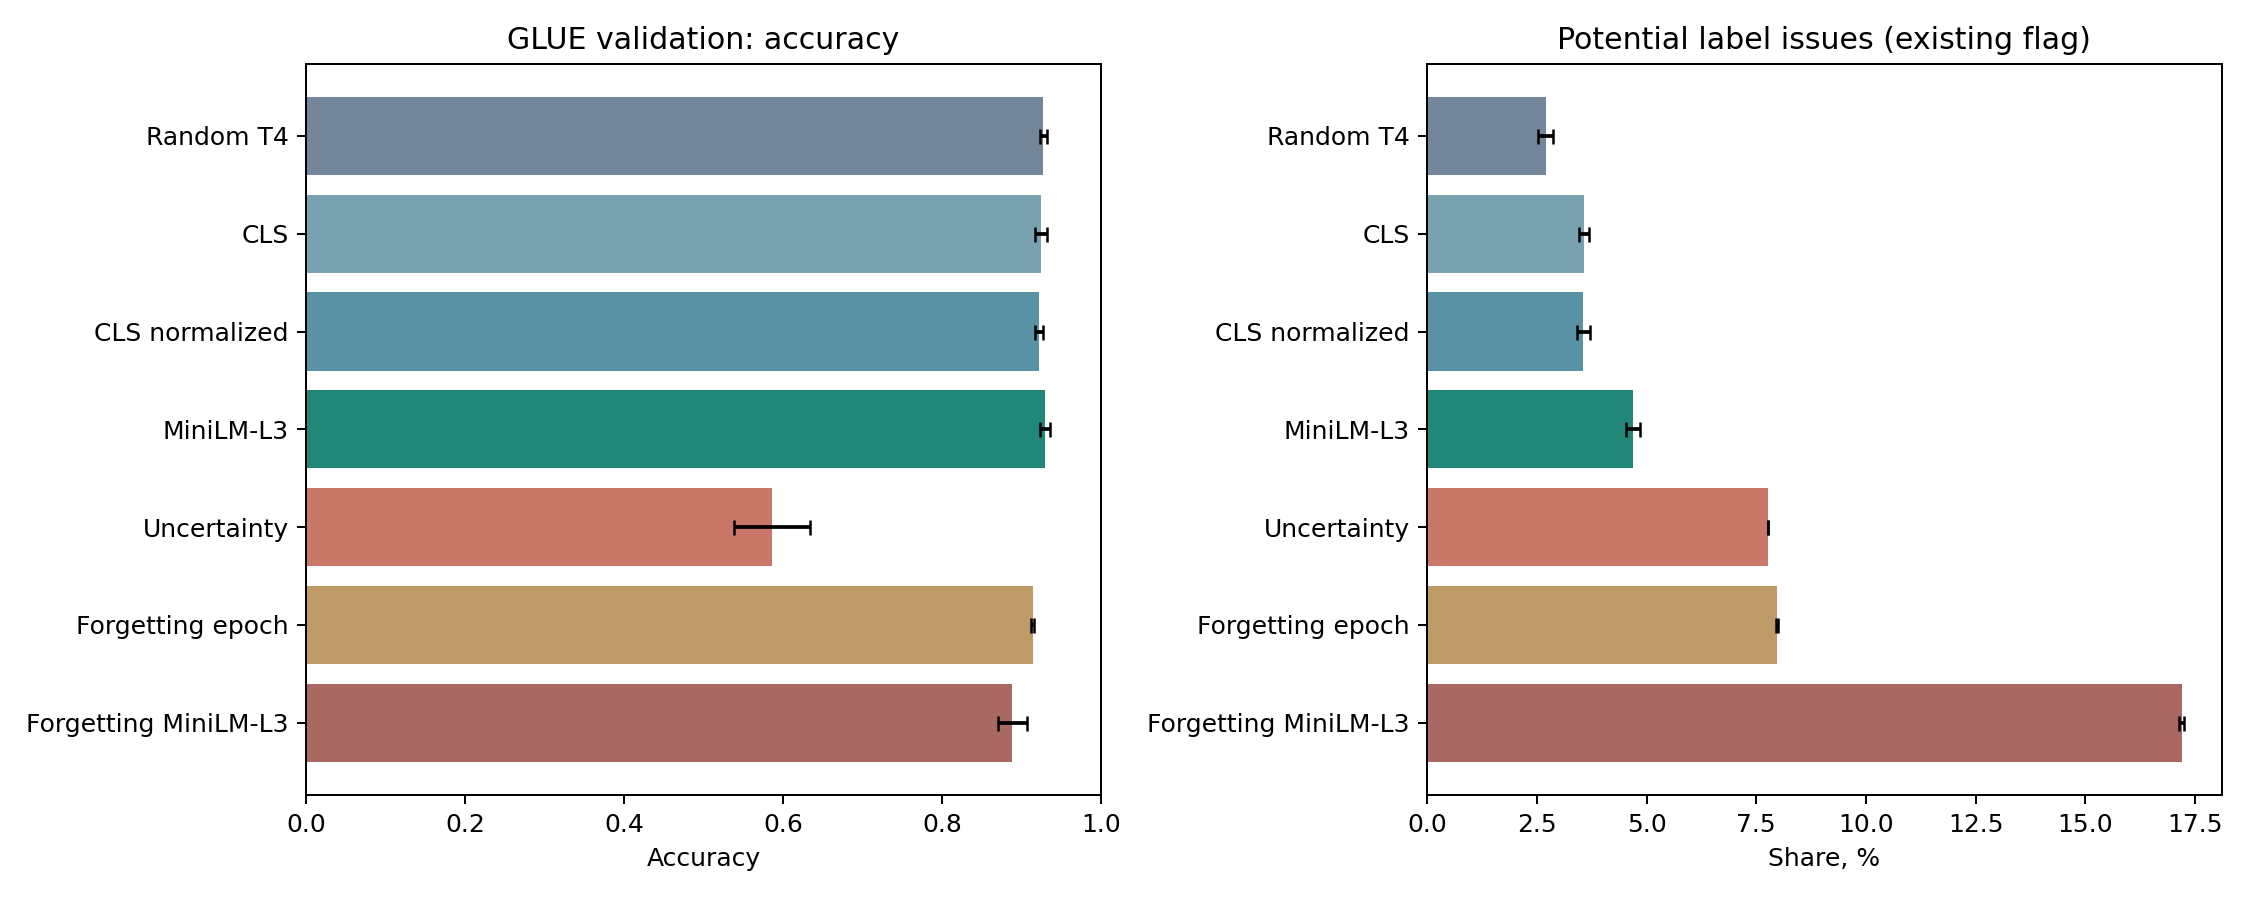 GLUE validation: accuracy
Random T4
CLS
CLS normalized
MiniLM-L3
Uncertainty
Forgetting epoch
Forgetting MiniLM-L3
0.0 0.2 0.4 0.6 0.8 1.0
Accuracy
Potential label issues (existing flag)
Random T4
CLS
CLS normalized
MiniLM-L3
Uncertainty
Forgetting epoch
Forgetting MiniLM-L3
0.0 2.5 5.0 7.5 10.0 12.5 15.0 17.5
Share, %